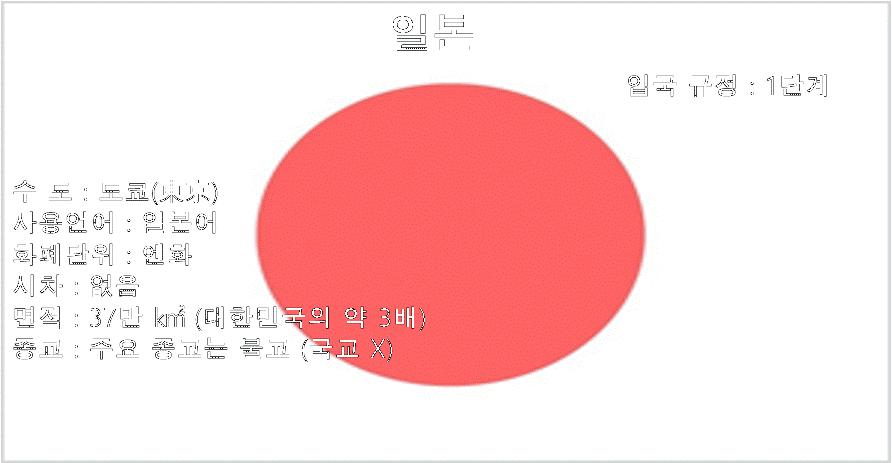 일본
입국 규정 : 1단계
수 도 : 도쿄(東京)
사용언어 : 일본어
화폐단위 : 엔화
시차 : 없음
면적 : 37만 ㎢ (대한민국의 약 3배)
종교 : 주요 종교는 불교 (국교 X)